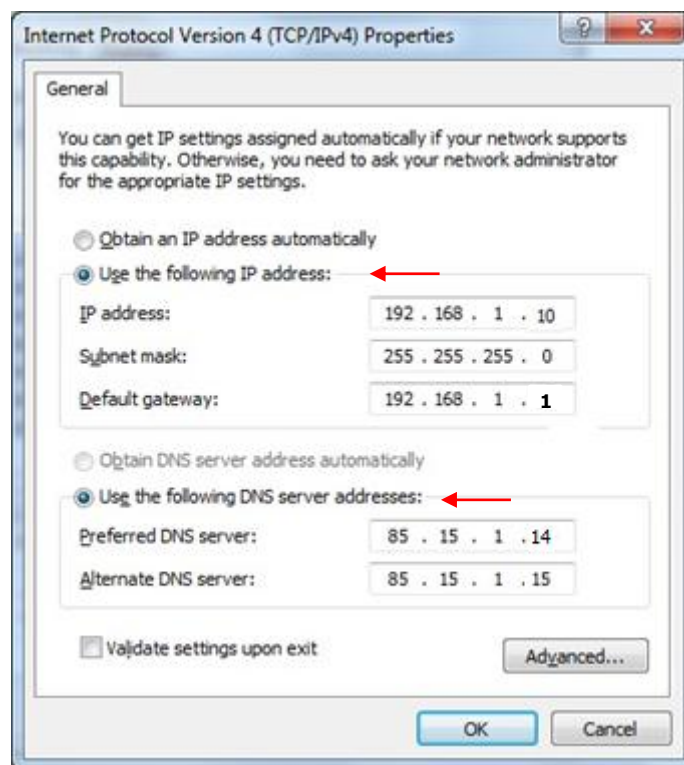 Internet Protocol Version 4 (TCP/IPv4) Properties
General
You can get IP settings assigned automatically if your network supports
this capability. Otherwise, you need to ask your network administrator
for the appropriate IP settings.
Obtain an IP address automatically
Use the following IP address:
IP address: 192 . 168 . 1 . 10
Subnet mask: 255 . 255 . 255 . 0
Default gateway: 192 . 168 . 1 . 1
Obtain DNS server address automatically
Use the following DNS server addresses:
Preferred DNS server: 85 . 15 . 1 . 14
Alternate DNS server: 85 . 15 . 1 . 15
Validate settings upon exit
Advanced...
OK Cancel